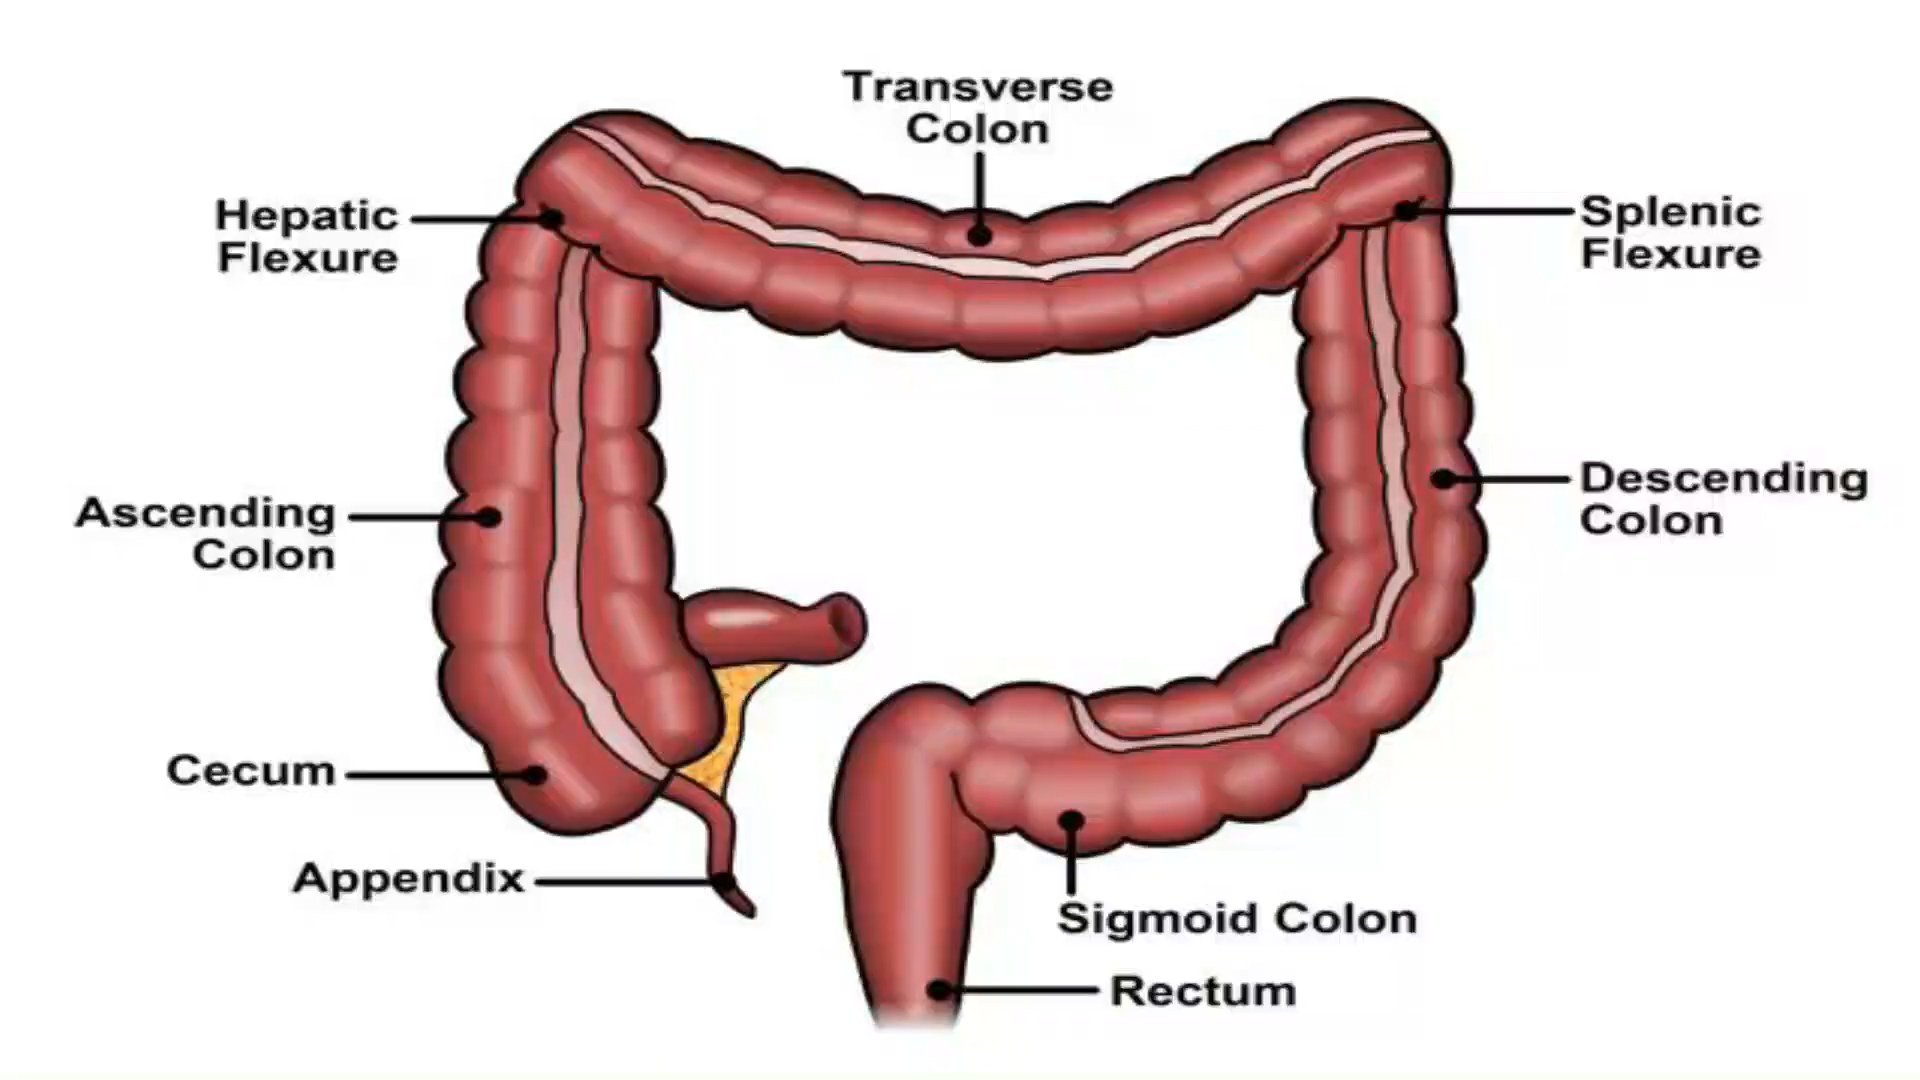 Transverse
Colon
Hepatic
Flexure
Splenic
Flexure
Ascending
Colon
Descending
Colon
Cecum
Appendix
Sigmoid Colon
Rectum